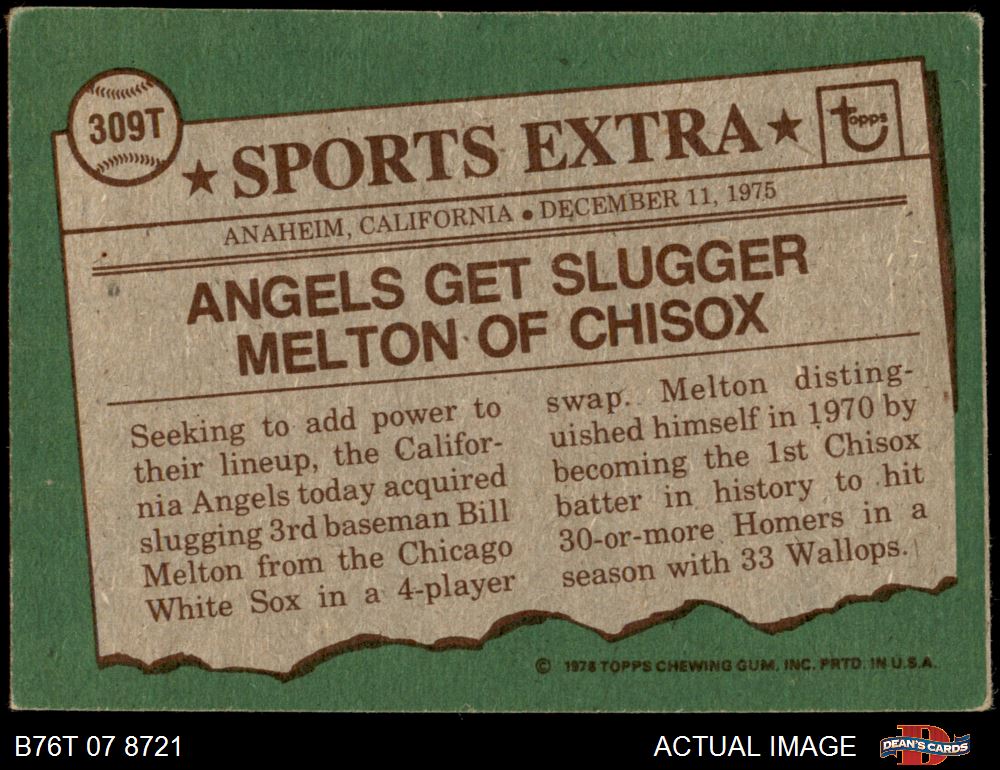 309T
★ SPORTS EXTRA ★
Topps
ANAHEIM, CALIFORNIA • DECEMBER 11, 1975
ANGELS GET SLUGGER
MELTON OF CHISOX
Seeking to add power to
their lineup, the Califor-
nia Angels today acquired
slugging 3rd baseman Bill
Melton from the Chicago
White Sox in a 4-player
swap. Melton disting-
uished himself in 1970 by
becoming the 1st Chisox
batter in history to hit
30-or-more Homers in a
season with 33 Wallops.
© 1976 TOPPS CHEWING GUM, INC. PRTD. IN U.S.A.
B76T 07 8721
ACTUAL IMAGE
D
DEAN'S CARDS